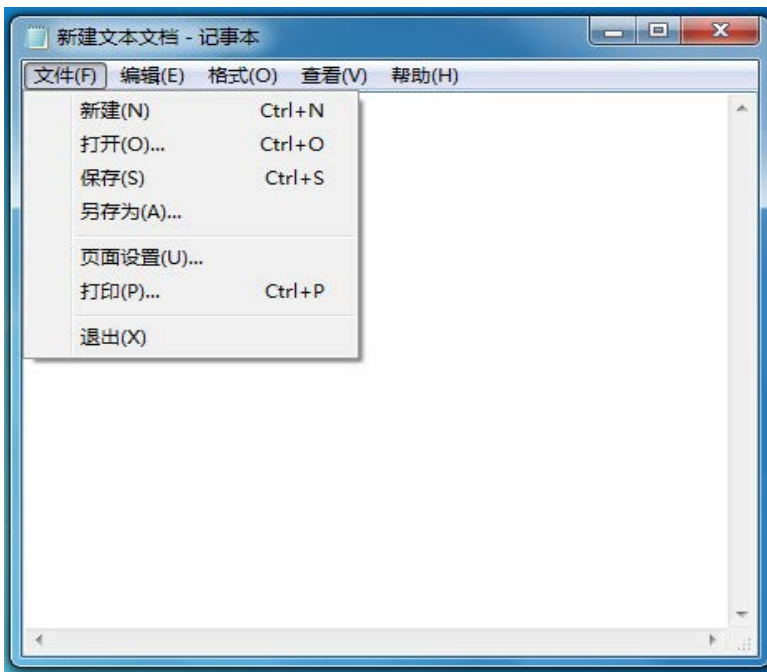 新建文本文档 - 记事本
文件(F) 编辑(E) 格式(O) 查看(V) 帮助(H)
新建(N) Ctrl+N
打开(O)... Ctrl+O
保存(S) Ctrl+S
另存为(A)...
页面设置(U)...
打印(P)... Ctrl+P
退出(X)